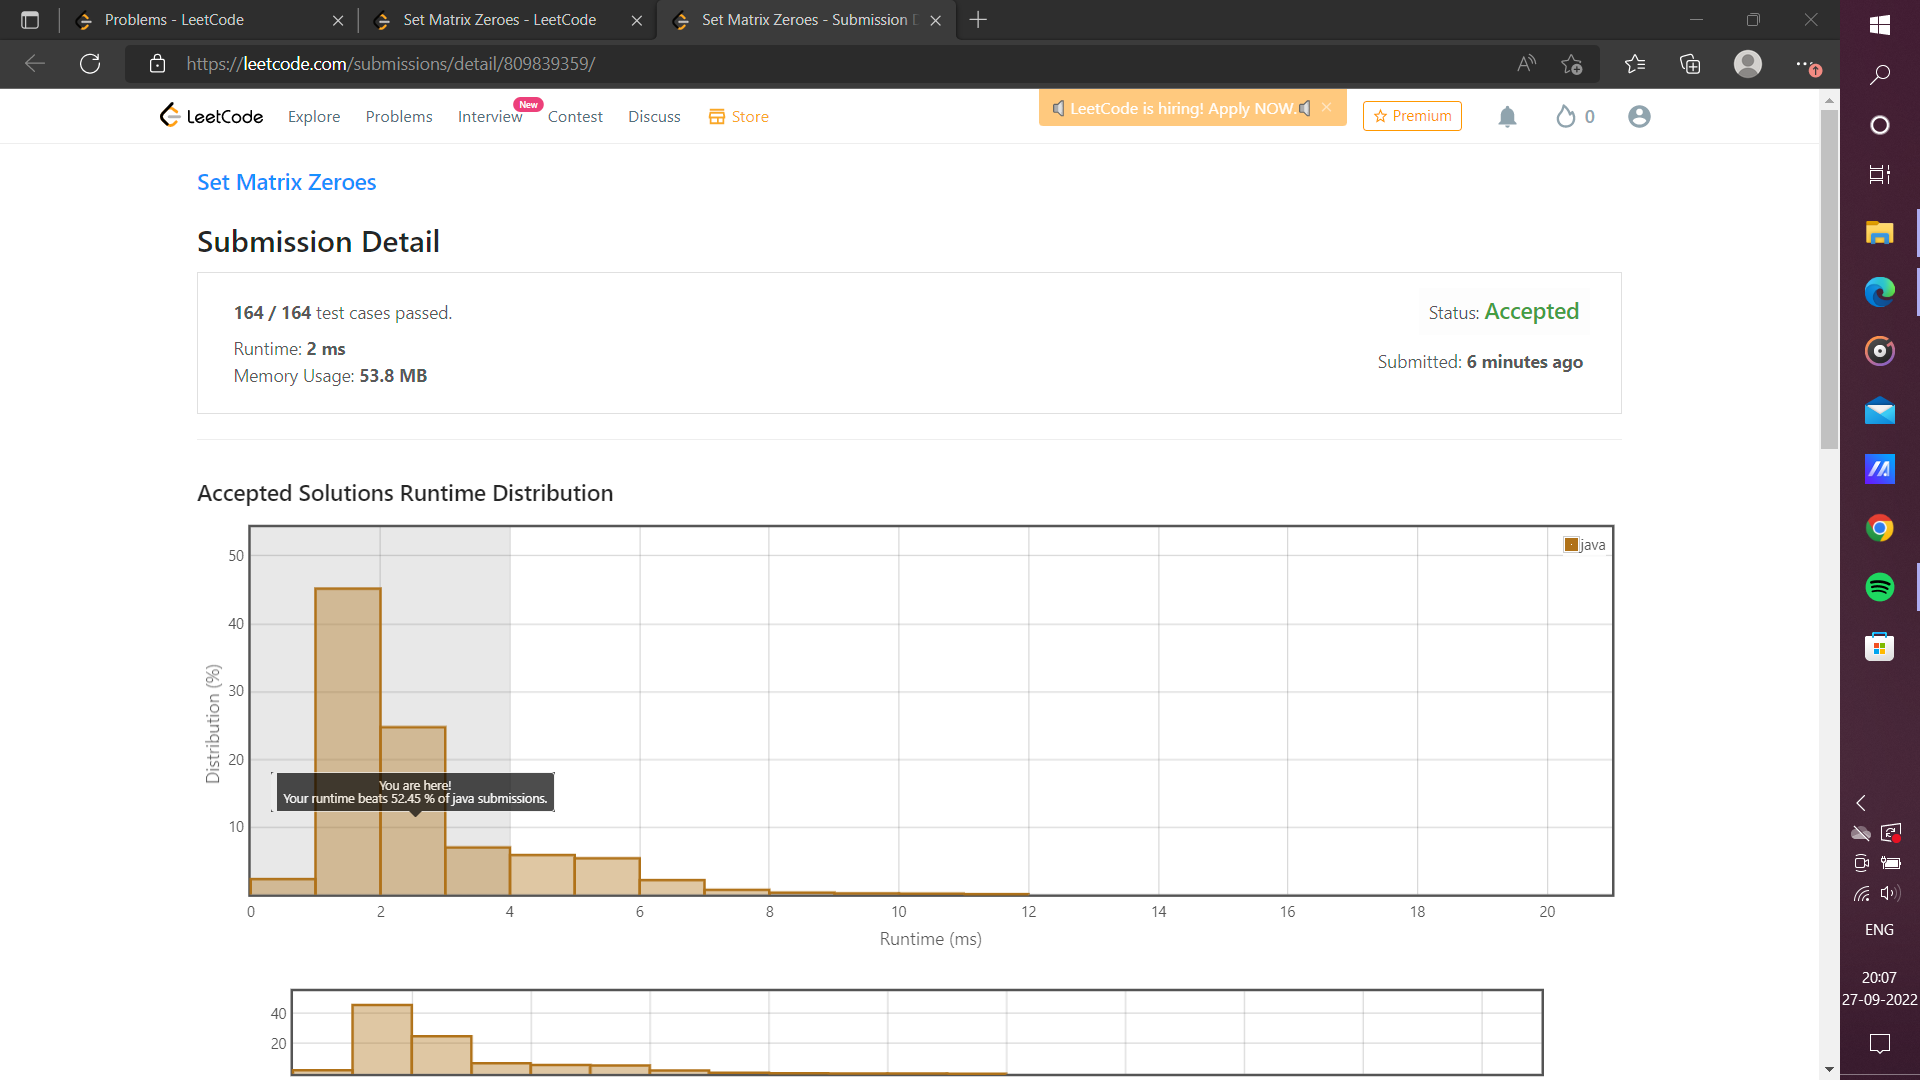 Problems - LeetCode
Set Matrix Zeroes - LeetCode
Set Matrix Zeroes - Submission D
https://leetcode.com/submissions/detail/809839359/
LeetCode
Explore
Problems
Interview
New
Contest
Discuss
Store
LeetCode is hiring! Apply NOW.
Premium
0
Set Matrix Zeroes
Submission Detail
164 / 164 test cases passed.
Status: Accepted
Runtime: 2 ms
Submitted: 6 minutes ago
Memory Usage: 53.8 MB
Accepted Solutions Runtime Distribution
java
50
40
30
20
10
Distribution (%)
You are here!
Your runtime beats 52.45 % of java submissions.
0 2 4 6 8 10 12 14 16 18 20
Runtime (ms)
40
20
ENG
20:07
27-09-2022